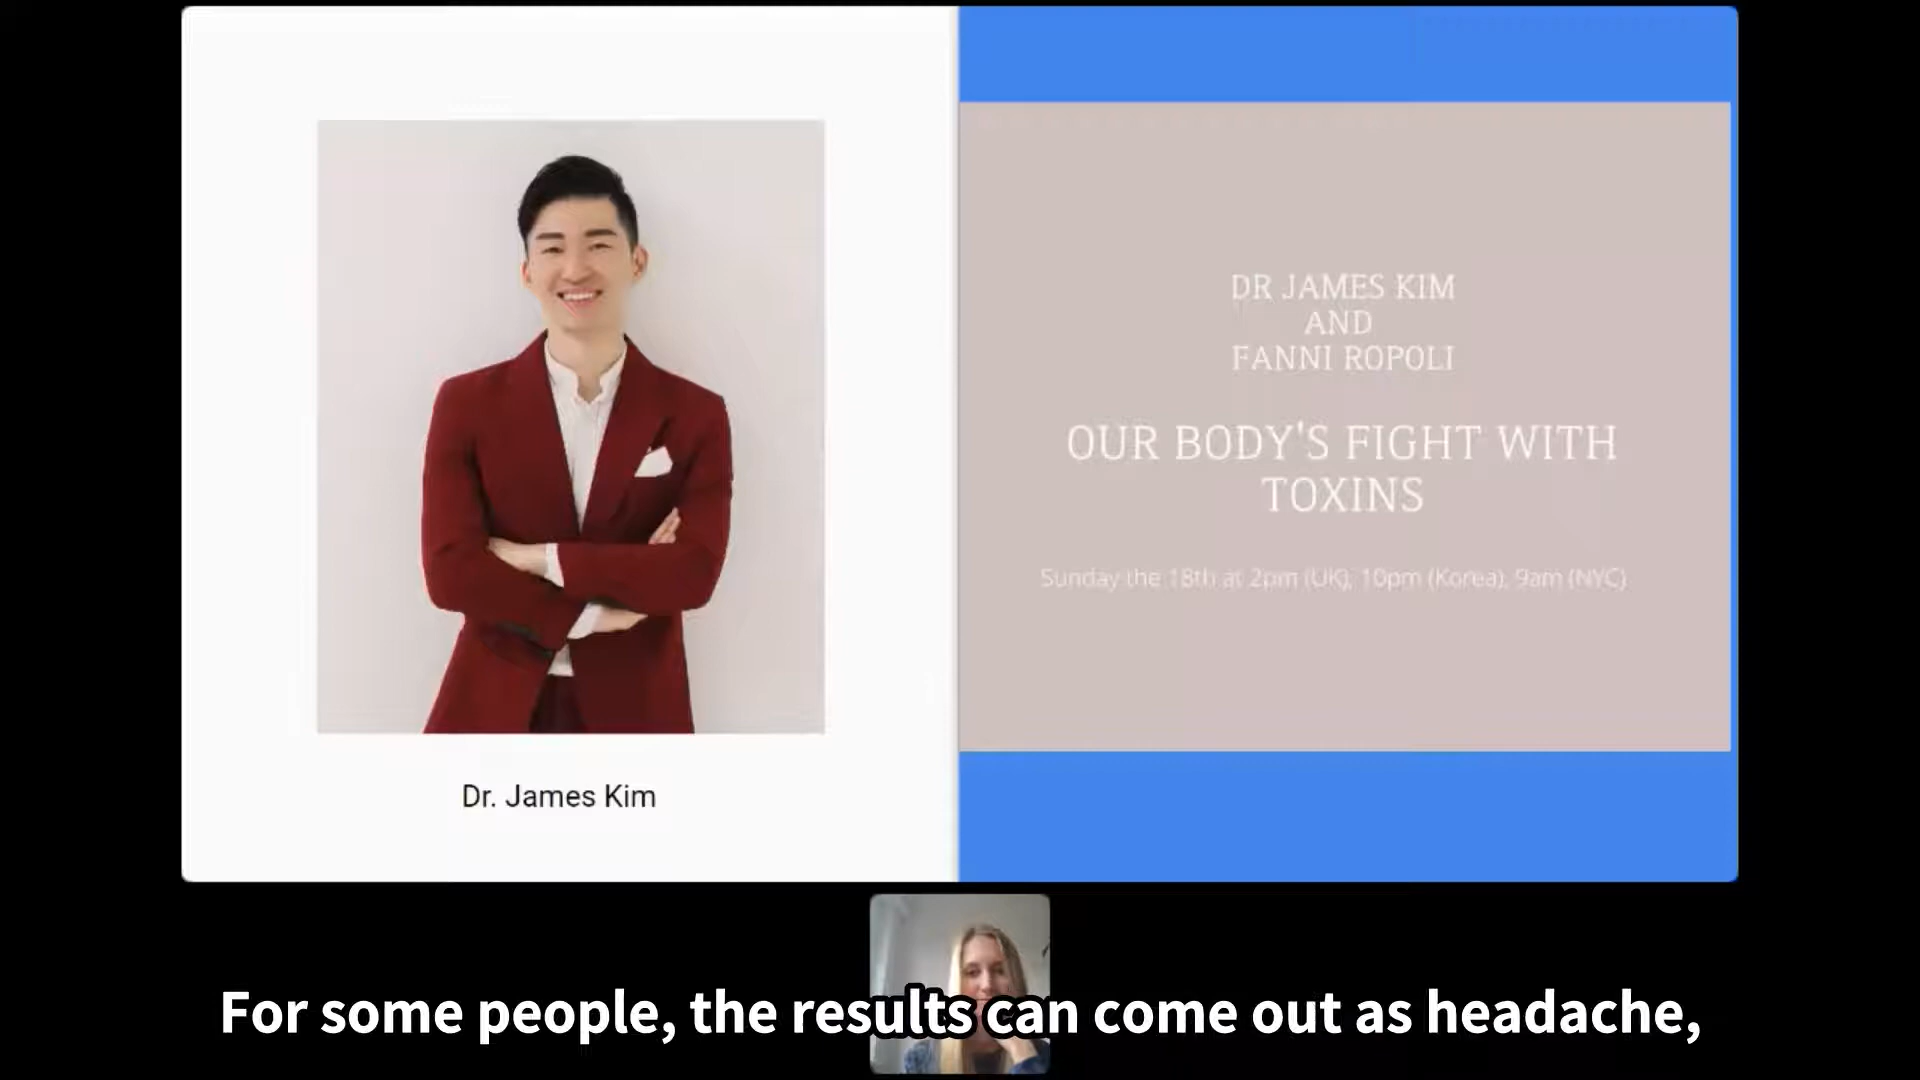 DR JAMES KIM
AND
FANNI ROPOLI
OUR BODY'S FIGHT WITH
TOXINS
Sunday the 18th at 2pm (UK), 10pm (Korea), 9am (NYC)
Dr. James Kim
For some people, the results can come out as headache,